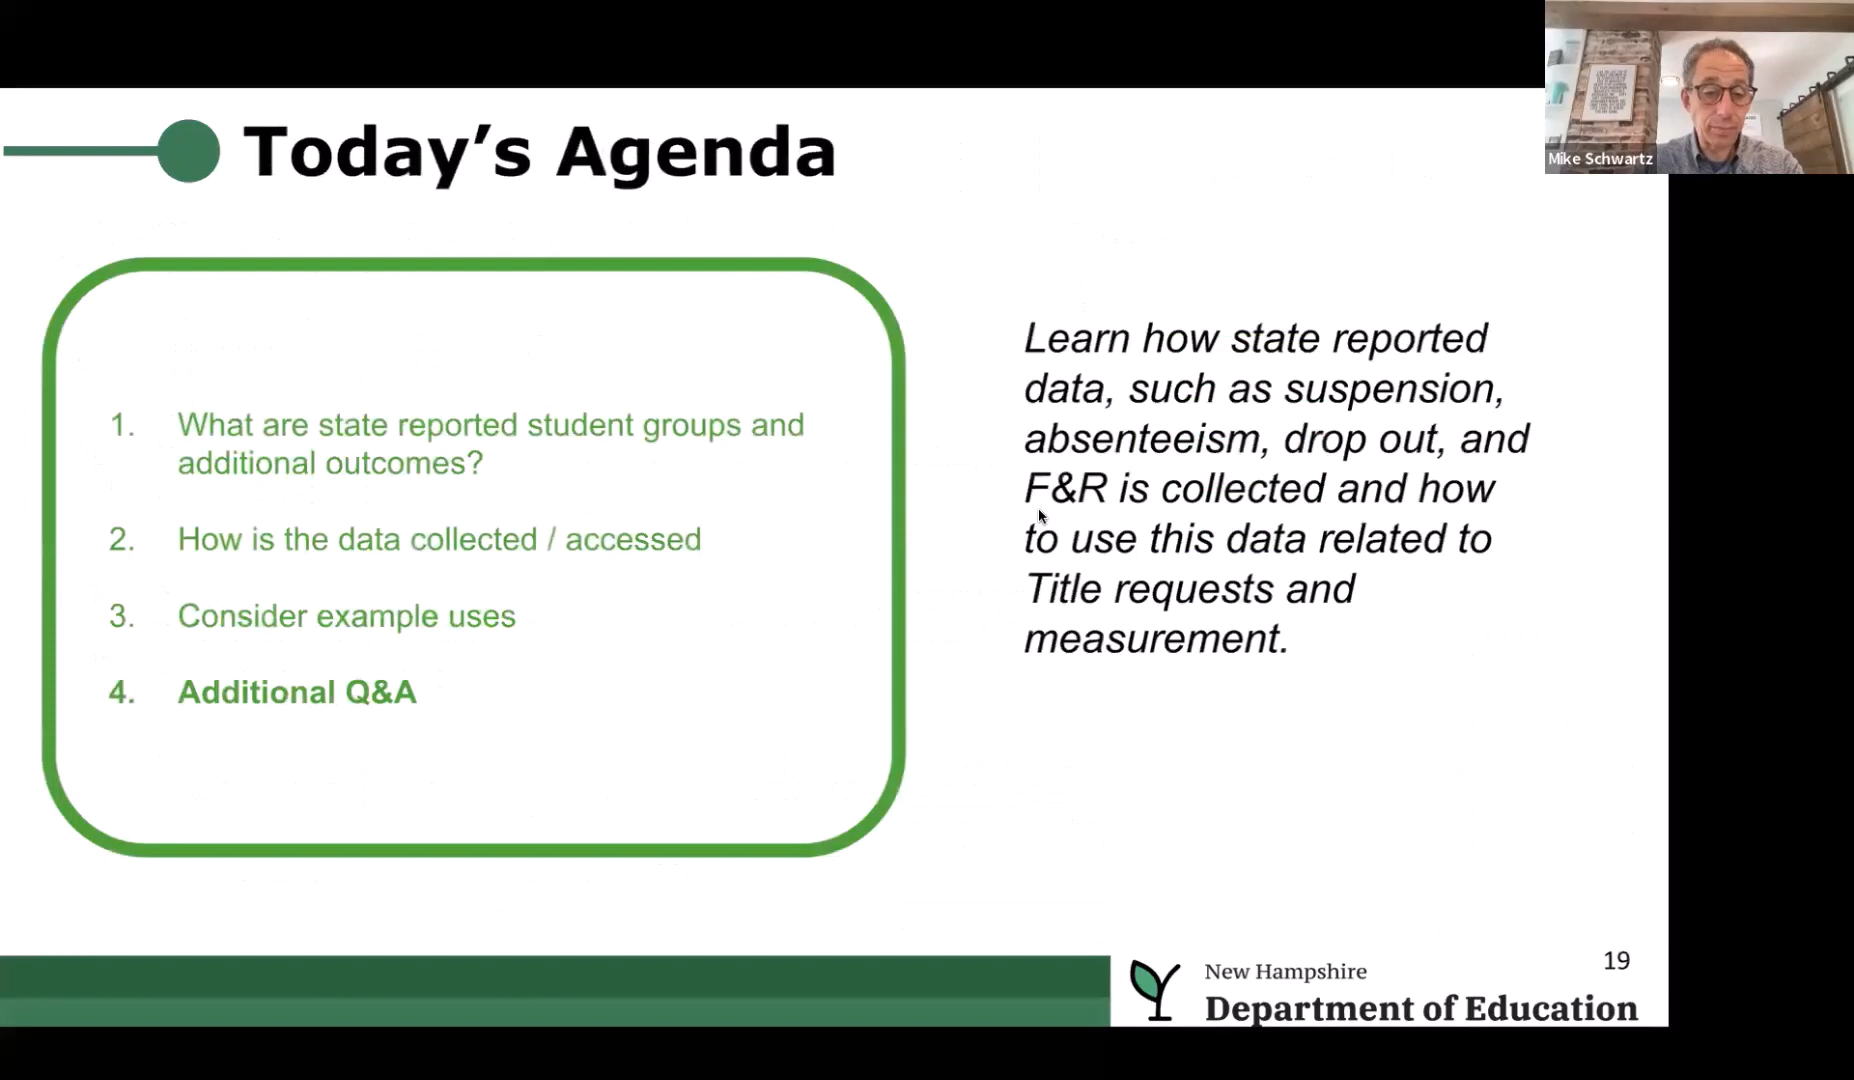 Today’s Agenda
1. What are state reported student groups and
additional outcomes?
2. How is the data collected / accessed
3. Consider example uses
4. Additional Q&A
Learn how state reported
data, such as suspension,
absenteeism, drop out, and
F&R is collected and how
to use this data related to
Title requests and
measurement.
Mike Schwartz
19
New Hampshire
Department of Education